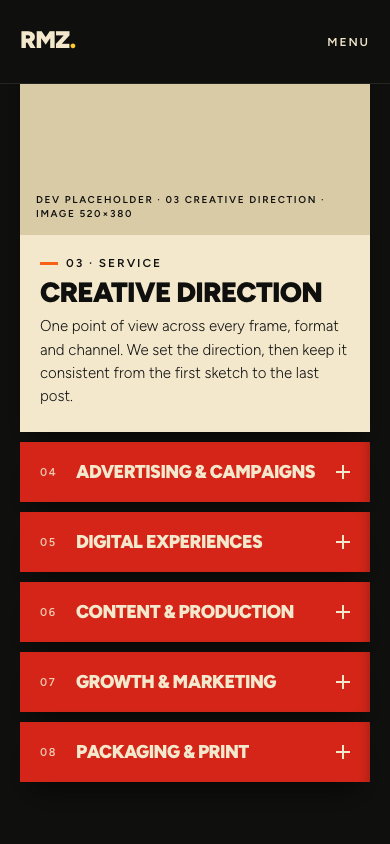 RMZ.
MENU
DEV PLACEHOLDER · 03 CREATIVE DIRECTION ·
IMAGE 520×380
03 · SERVICE
CREATIVE DIRECTION
One point of view across every frame, format
and channel. We set the direction, then keep it
consistent from the first sketch to the last
post.
04 ADVERTISING & CAMPAIGNS
05 DIGITAL EXPERIENCES
06 CONTENT & PRODUCTION
07 GROWTH & MARKETING
08 PACKAGING & PRINT